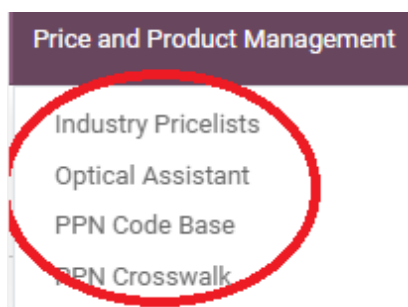 Price and Product Management
Industry Pricelists
Optical Assistant
PPN Code Base
PPN Crosswalk